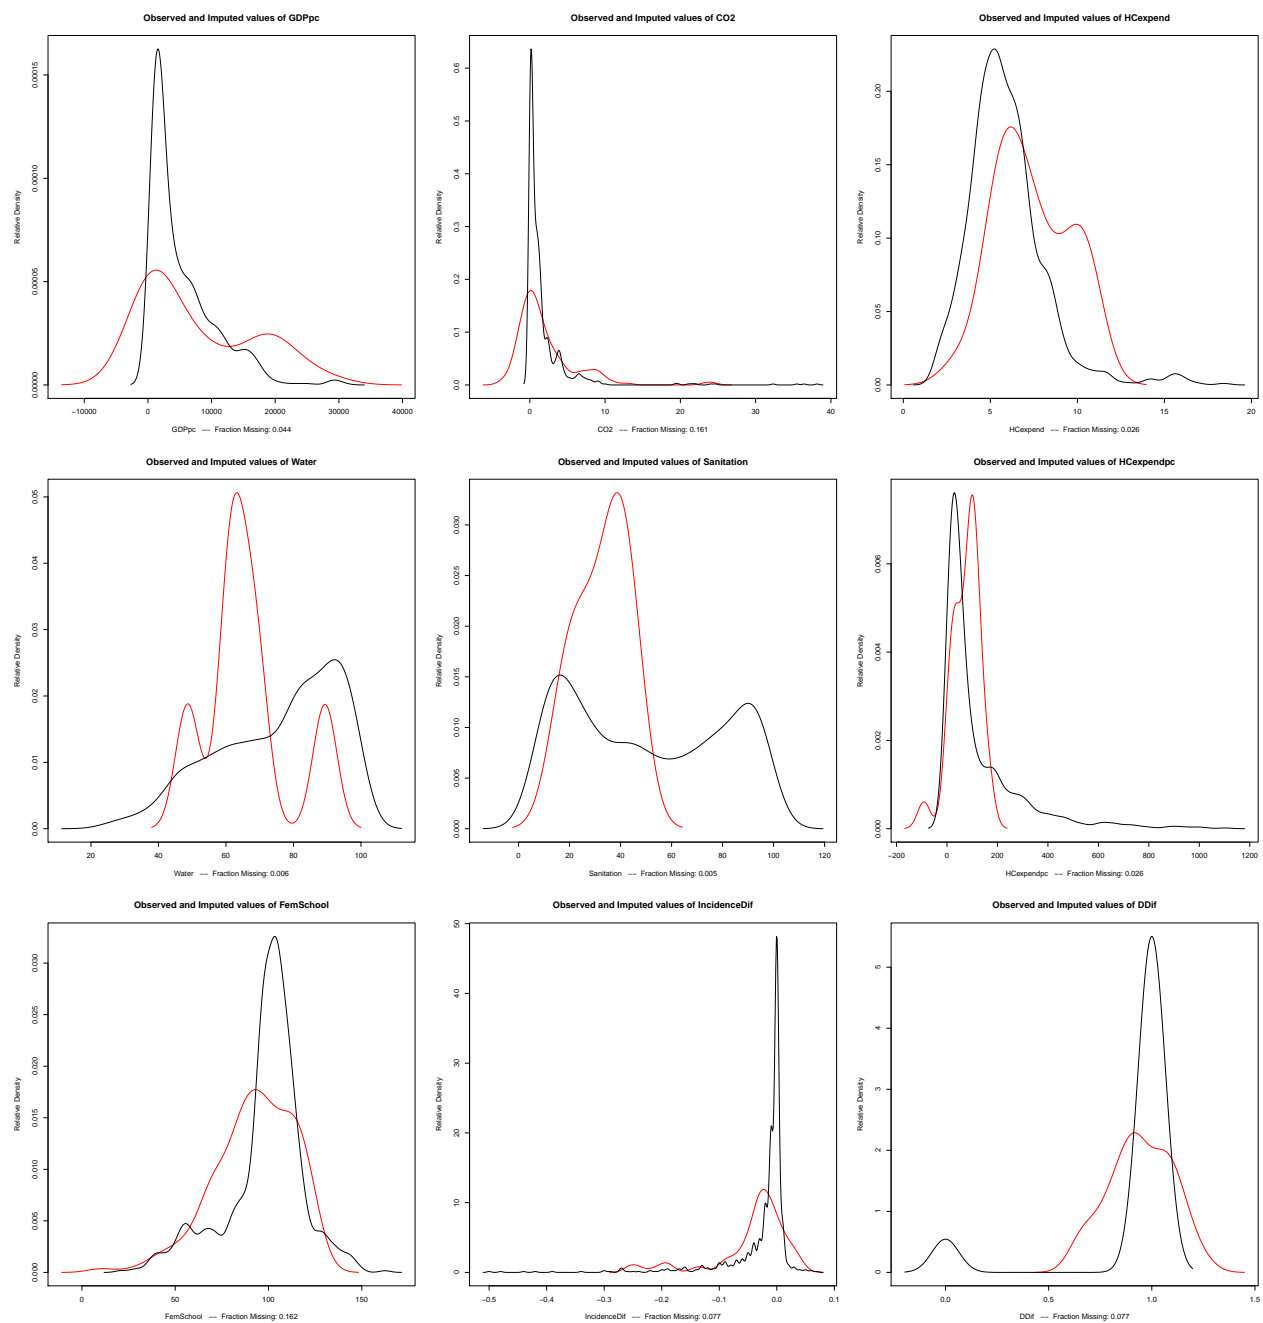 Observed and Imputed values of GDPpc
Relative Density
0.00000
0.00005
0.00010
0.00015
−10000 0 10000 20000 30000 40000
GDPpc −− Fraction Missing: 0.044
Observed and Imputed values of CO2
Relative Density
0.0
0.1
0.2
0.3
0.4
0.5
0.6
0 10 20 30 40
CO2 −− Fraction Missing: 0.161
Observed and Imputed values of HCexpend
Relative Density
0.00
0.05
0.10
0.15
0.20
0 5 10 15 20
HCexpend −− Fraction Missing: 0.026
Observed and Imputed values of Water
Relative Density
0.00
0.01
0.02
0.03
0.04
0.05
20 40 60 80 100
Water −− Fraction Missing: 0.006
Observed and Imputed values of Sanitation
Relative Density
0.000
0.005
0.010
0.015
0.020
0.025
0.030
0 20 40 60 80 100 120
Sanitation −− Fraction Missing: 0.005
Observed and Imputed values of HCexpendpc
Relative Density
0.000
0.002
0.004
0.006
−200 0 200 400 600 800 1000 1200
HCexpendpc −− Fraction Missing: 0.026
Observed and Imputed values of FemSchool
Relative Density
0.000
0.005
0.010
0.015
0.020
0.025
0.030
0 50 100 150
FemSchool −− Fraction Missing: 0.162
Observed and Imputed values of IncidenceDif
Relative Density
0
10
20
30
40
50
−0.5 −0.4 −0.3 −0.2 −0.1 0.0 0.1
IncidenceDif −− Fraction Missing: 0.077
Observed and Imputed values of DDif
Relative Density
0
1
2
3
4
5
0.0 0.5 1.0 1.5
DDif −− Fraction Missing: 0.077